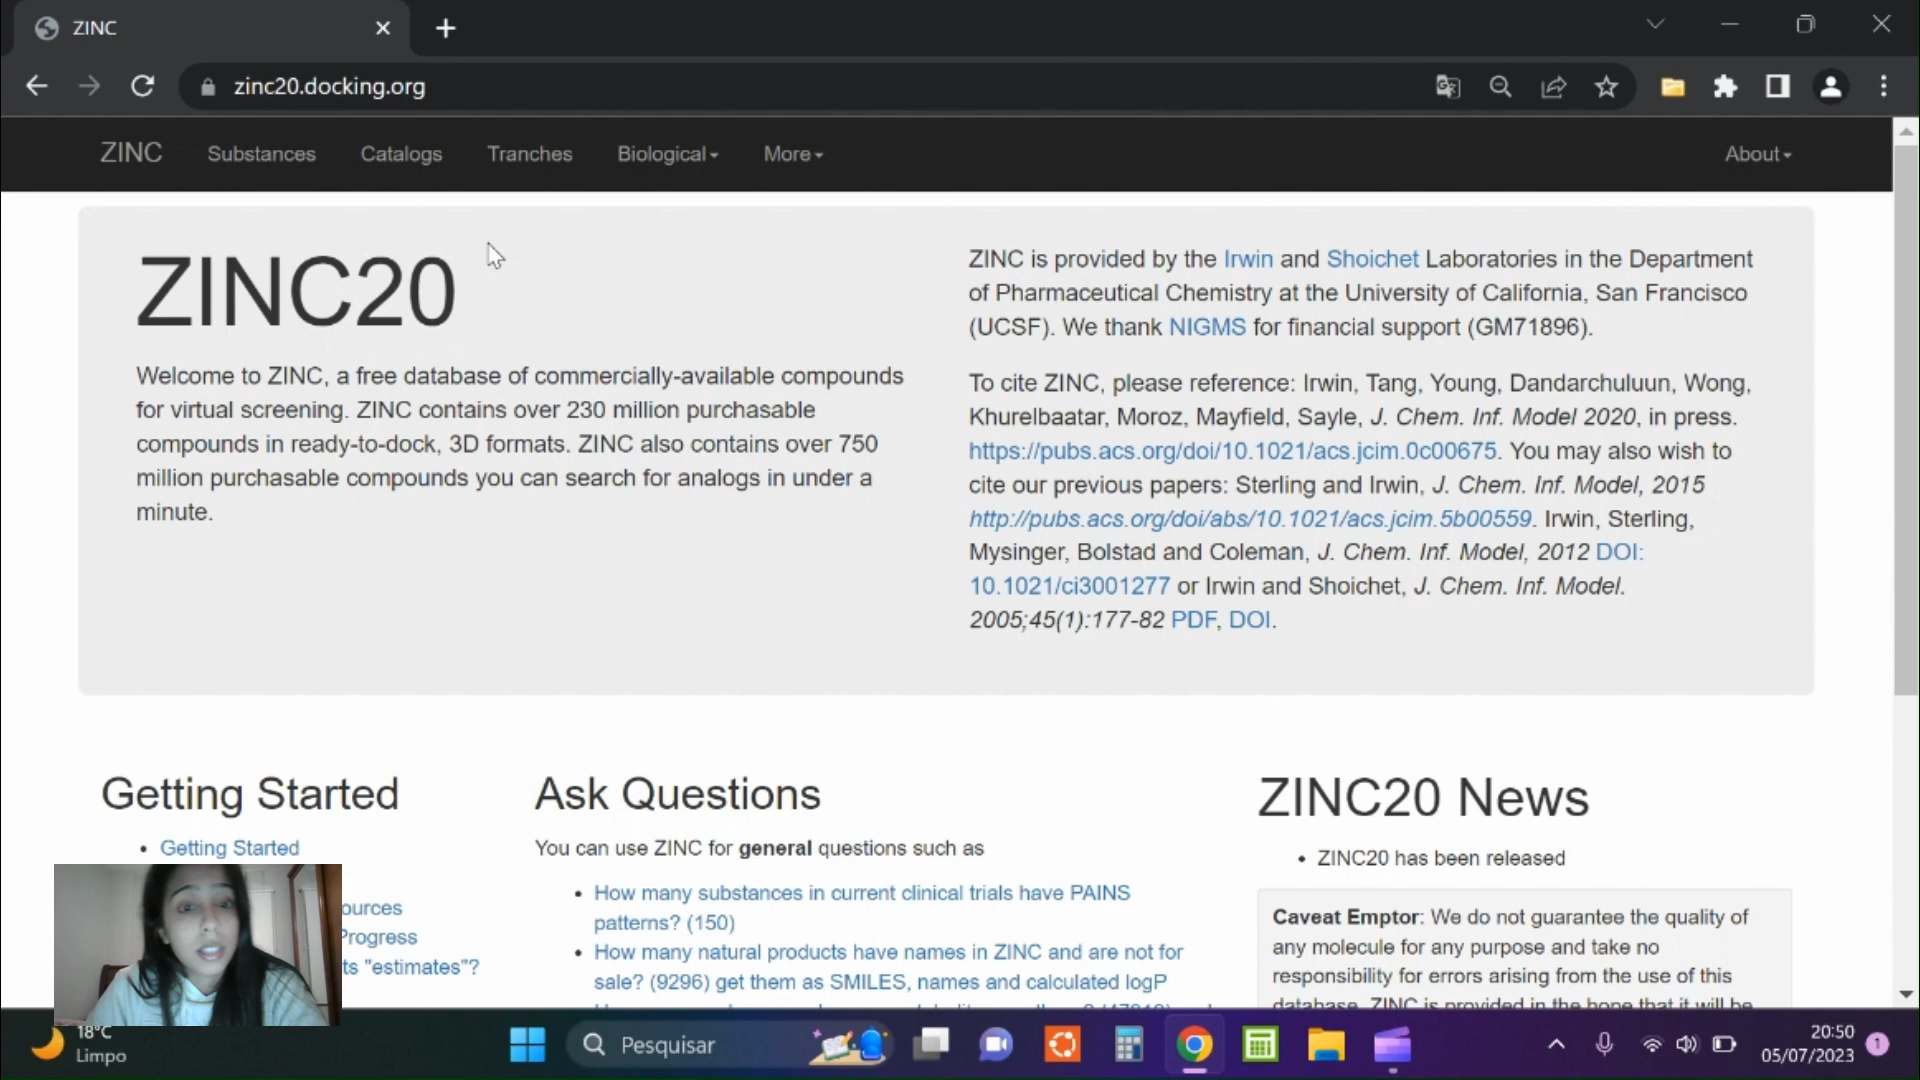 ZINC
zinc20.docking.org
ZINC Substances Catalogs Tranches Biological More About
ZINC20
Welcome to ZINC, a free database of commercially-available compounds
for virtual screening. ZINC contains over 230 million purchasable
compounds in ready-to-dock, 3D formats. ZINC also contains over 750
million purchasable compounds you can search for analogs in under a
minute.
ZINC is provided by the Irwin and Shoichet Laboratories in the Department
of Pharmaceutical Chemistry at the University of California, San Francisco
(UCSF). We thank NIGMS for financial support (GM71896).
To cite ZINC, please reference: Irwin, Tang, Young, Dandarchuluun, Wong,
Khurelbaatar, Moroz, Mayfield, Sayle, J. Chem. Inf. Model 2020, in press.
https://pubs.acs.org/doi/10.1021/acs.jcim.0c00675. You may also wish to
cite our previous papers: Sterling and Irwin, J. Chem. Inf. Model, 2015
http://pubs.acs.org/doi/abs/10.1021/acs.jcim.5b00559. Irwin, Sterling,
Mysinger, Bolstad and Coleman, J. Chem. Inf. Model, 2012 DOI:
10.1021/ci3001277 or Irwin and Shoichet, J. Chem. Inf. Model.
2005;45(1):177-82 PDF, DOI.
Getting Started
• Getting Started
ources
Progress
ts "estimates"?
Ask Questions
You can use ZINC for general questions such as
• How many substances in current clinical trials have PAINS
patterns? (150)
• How many natural products have names in ZINC and are not for
sale? (9296) get them as SMILES, names and calculated logP
ZINC20 News
• ZINC20 has been released
Caveat Emptor: We do not guarantee the quality of
any molecule for any purpose and take no
responsibility for errors arising from the use of this
database. ZINC is provided in the hope that it will be
18°C
Limpo
Pesquisar
20:50
05/07/2023
1